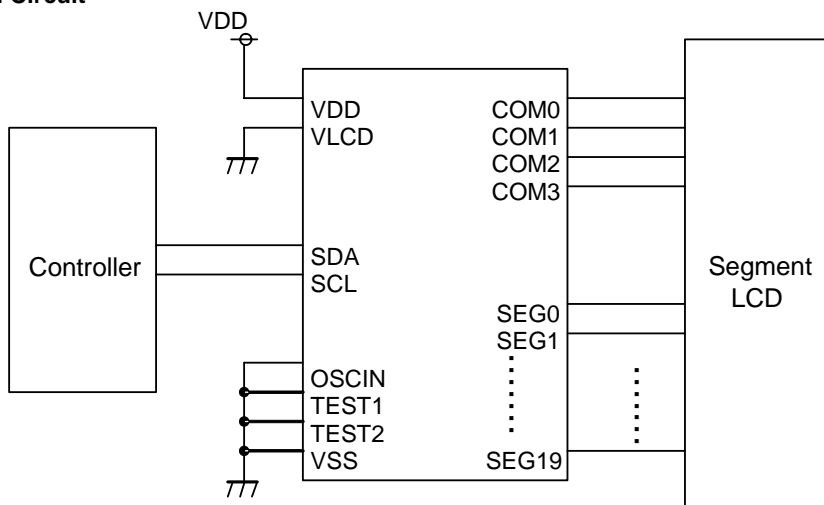 Circuit
VDD
VDD
VLCD
SDA
SCL
OSCIN
TEST1
TEST2
VSS
COM0
COM1
COM2
COM3
SEG0
SEG1
SEG19
Controller
Segment
LCD